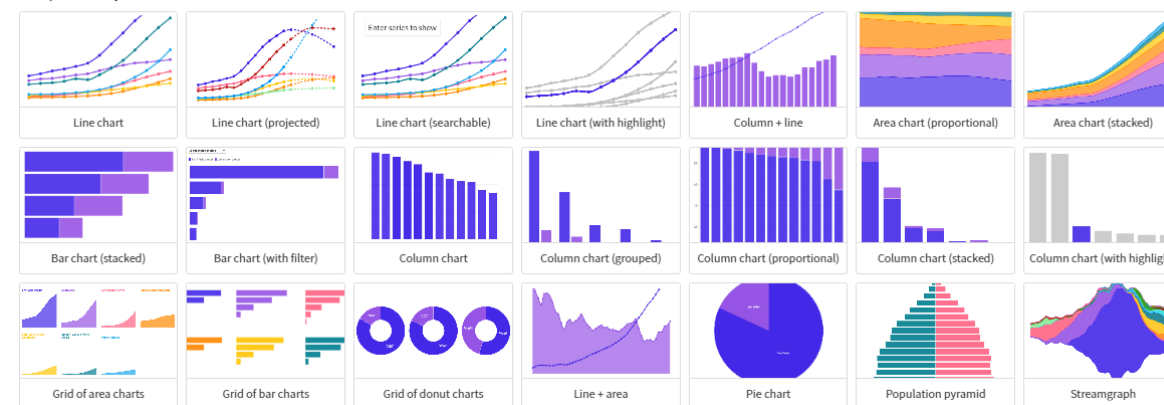 Enter series to show
Line chart
Line chart (projected)
Line chart (searchable)
Line chart (with highlight)
Column + line
Area chart (proportional)
Area chart (stacked)
Bar chart (stacked)
Bar chart (with filter)
Column chart
Column chart (grouped)
Column chart (proportional)
Column chart (stacked)
Column chart (with highlig
Grid of area charts
Grid of bar charts
Grid of donut charts
Line + area
Pie chart
Population pyramid
Streamgraph